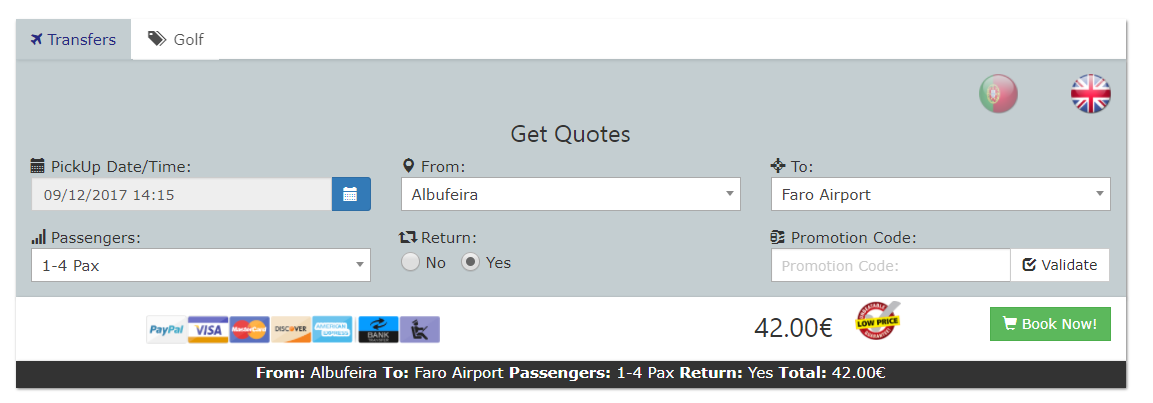 Transfers Golf
Get Quotes
PickUp Date/Time: From: To:
09/12/2017 14:15 Albufeira Faro Airport
Passengers: Return: Promotion Code:
1-4 Pax No Yes Promotion Code: Validate
PayPal VISA MasterCard DISCOVER AMERICAN EXPRESS BANK 42.00€ LOW PRICE Book Now!
From: Albufeira To: Faro Airport Passengers: 1-4 Pax Return: Yes Total: 42.00€